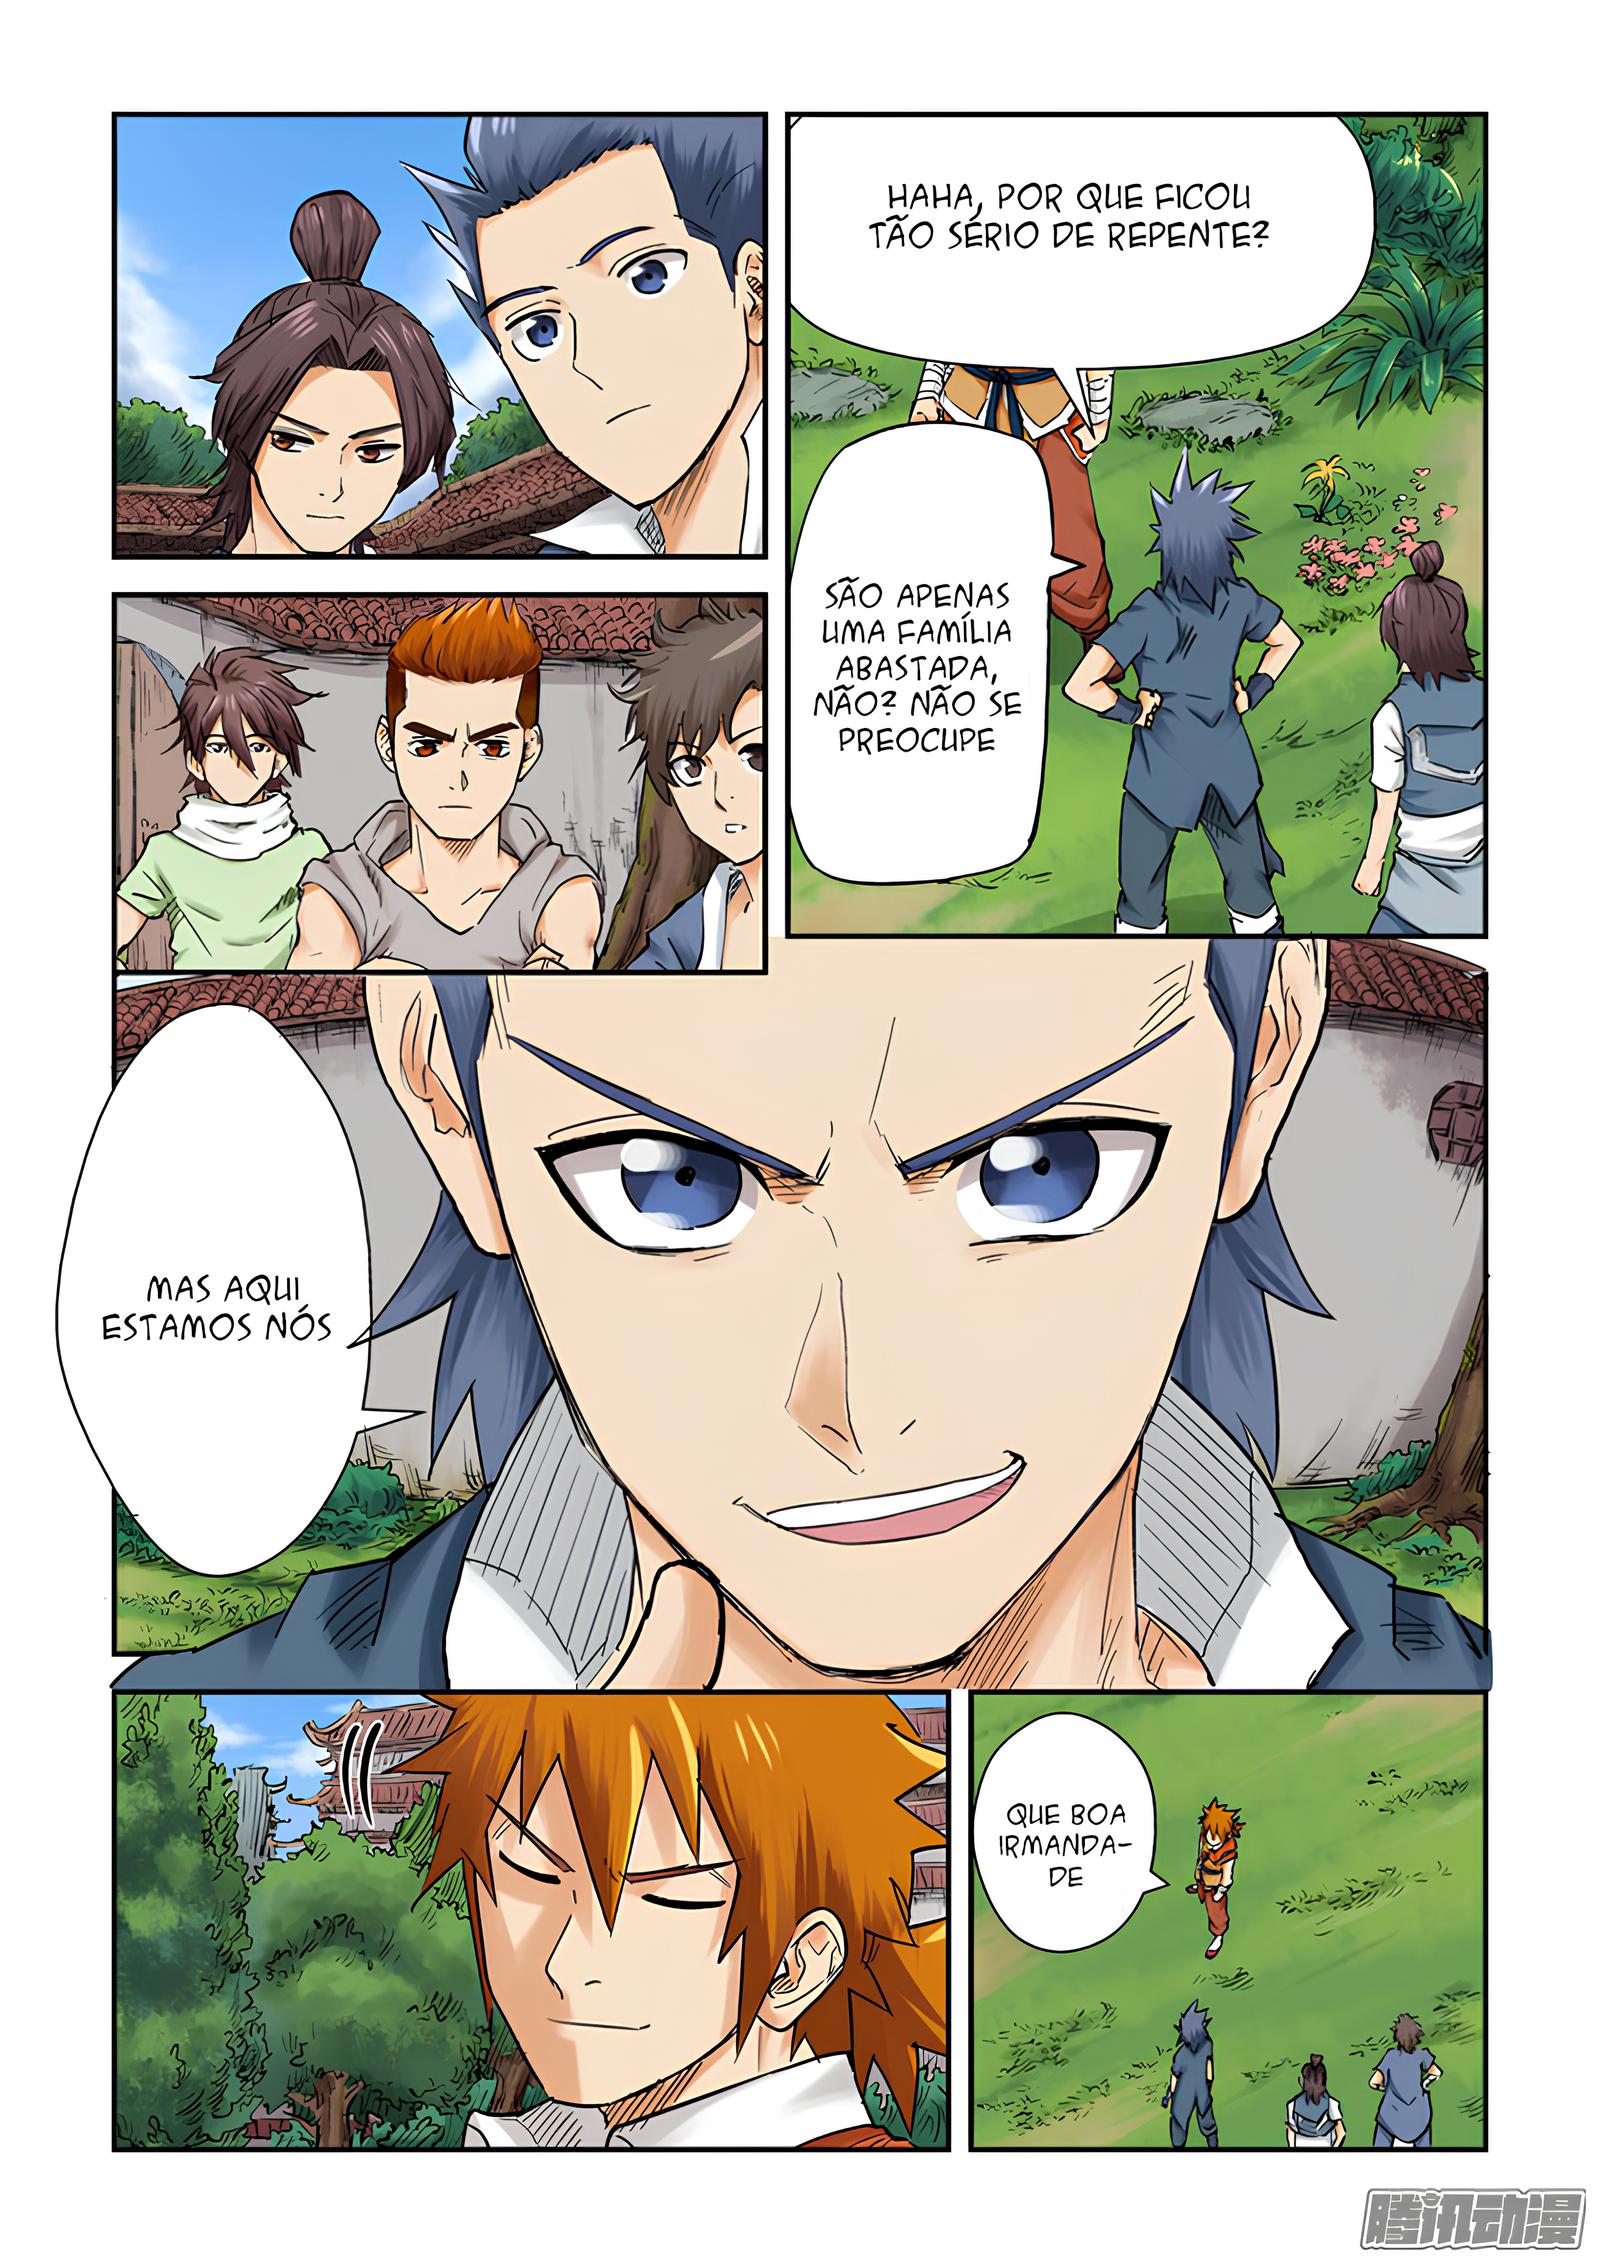 HAHA, POR QUE FICOU
TÃO SÉRIO DE REPENTE?
SÃO APENAS
UMA FAMÍLIA
ABASTADA,
NÃO? NÃO SE
PREOCUPE
MAS AQUI
ESTAMOS NÓS
QUE BOA
IRMANDA-
DE
腾讯动漫